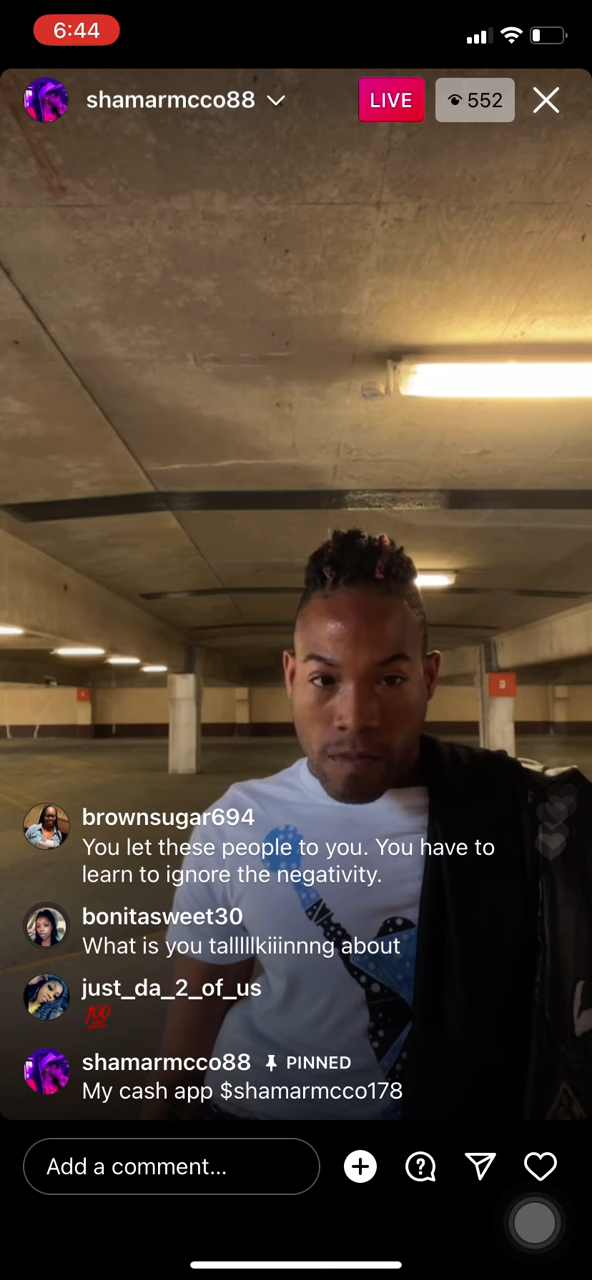 6:44
shamarmcco88
LIVE
552
brownsugar694
You let these people to you. You have to
learn to ignore the negativity.
bonitasweet30
What is you talllllkiiinnng about
just_da_2_of_us
💯
shamarmcco88 PINNED
My cash app $shamarmcco178
Add a comment...